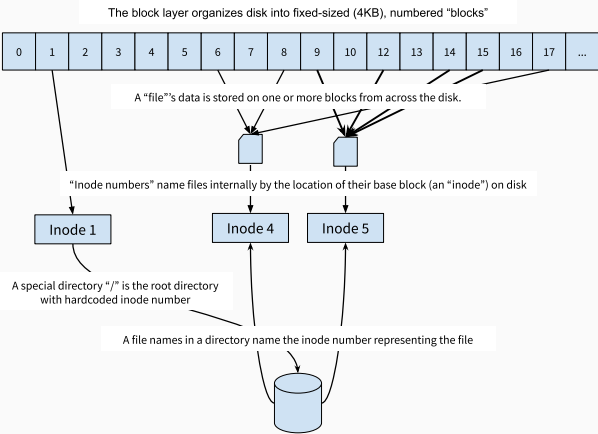 The block layer organizes disk into fixed-sized (4KB), numbered “blocks”
0 1 2 3 4 5 6 7 8 9 10 11 12 13 14 15 16 17 ...
A “file”’s data is stored on one or more blocks from across the disk.
“Inode numbers” name files internally by the location of their base block (an “inode”) on disk
Inode 1 Inode 4 Inode 5
A special directory “/” is the root directory
with hardcoded inode number
A file names in a directory name the inode number representing the file